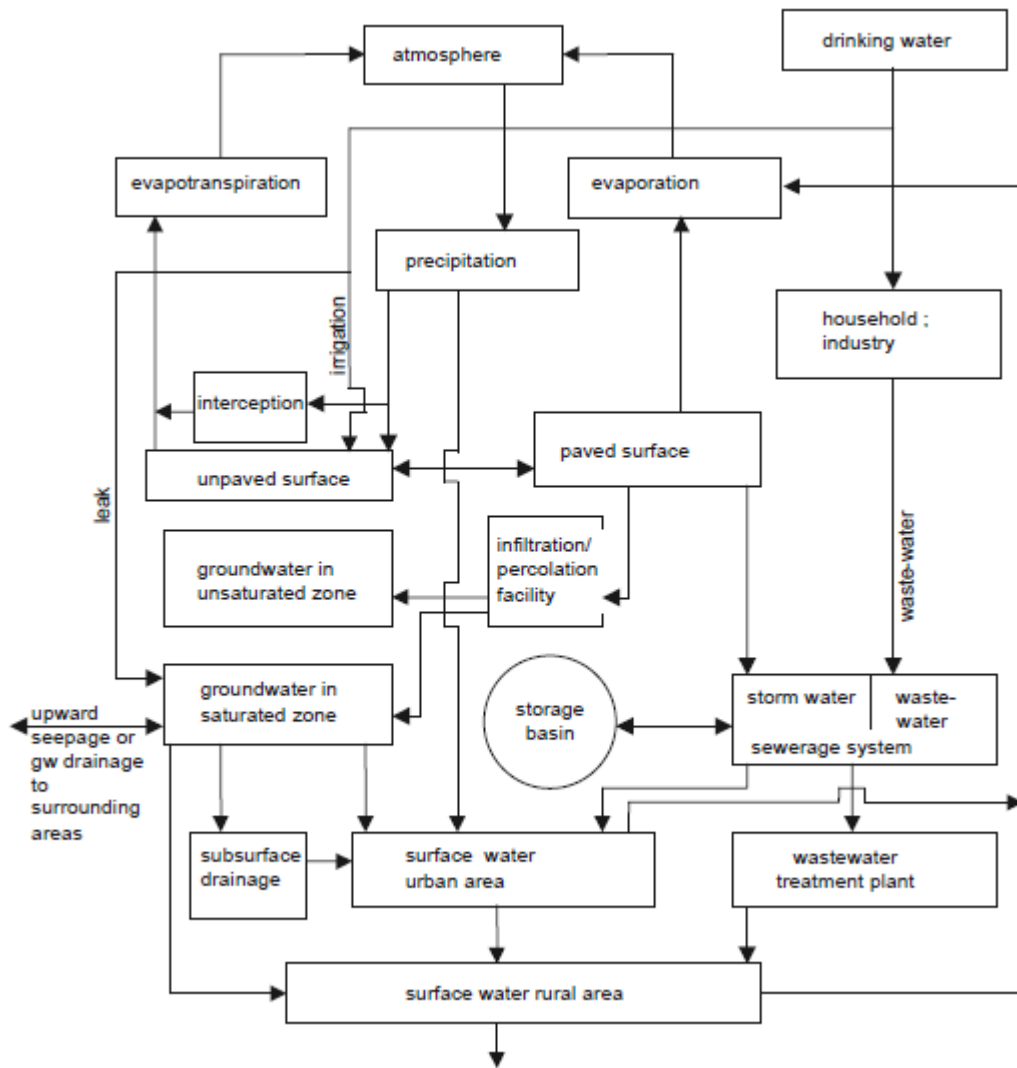 atmosphere
drinking water
evapotranspiration
evaporation
precipitation
household ;
industry
irrigation
interception
paved surface
unpaved surface
leak
waste-water
infiltration/
percolation
facility
groundwater in
unsaturated zone
groundwater in
saturated zone
storage
basin
storm water
waste-
water
sewerage system
upward
seepage or
gw drainage
to
surrounding
areas
subsurface
drainage
surface water
urban area
wastewater
treatment plant
surface water rural area